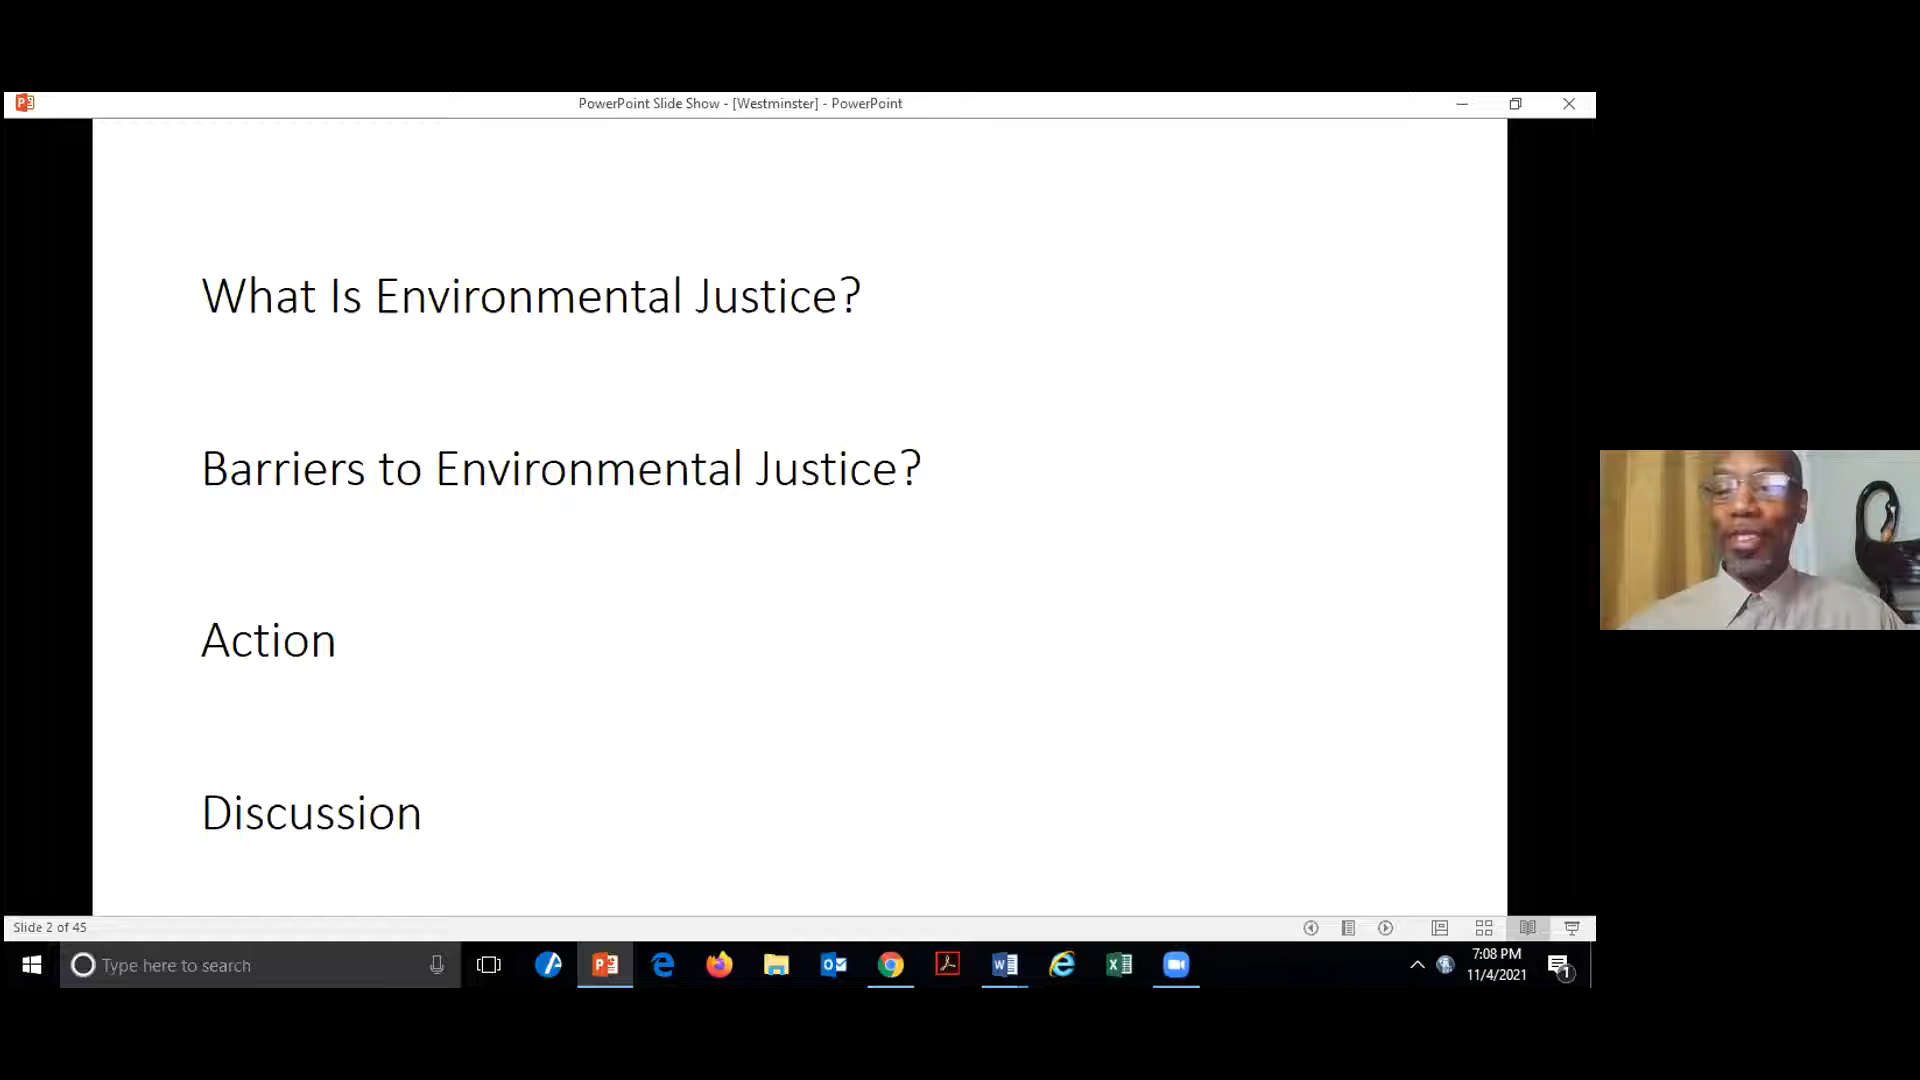 PowerPoint Slide Show - [Westminster] - PowerPoint
What Is Environmental Justice?
Barriers to Environmental Justice?
Action
Discussion
Slide 2 of 45
Type here to search
7:08 PM
11/4/2021
1